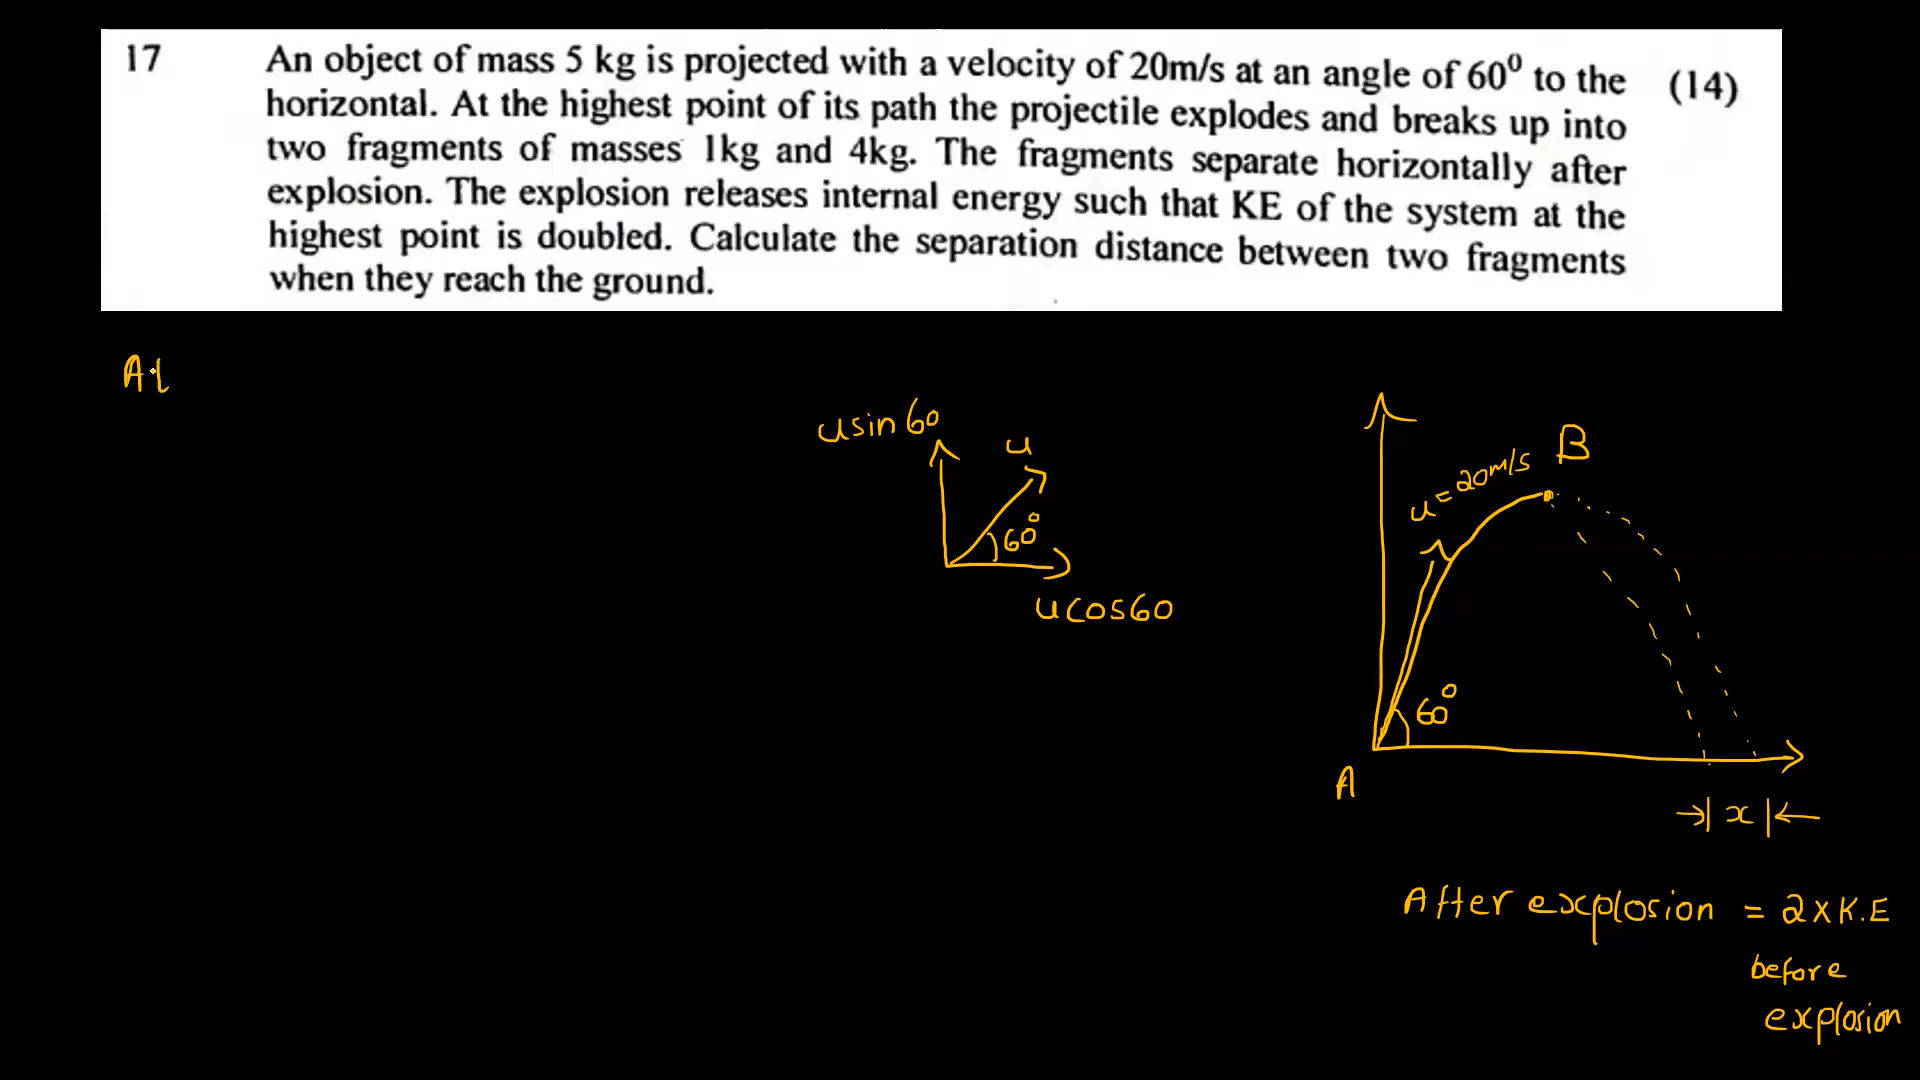 17 An object of mass 5 kg is projected with a velocity of 20m/s at an angle of 60⁰ to the (14)
horizontal. At the highest point of its path the projectile explodes and breaks up into
two fragments of masses 1kg and 4kg. The fragments separate horizontally after
explosion. The explosion releases internal energy such that KE of the system at the
highest point is doubled. Calculate the separation distance between two fragments
when they reach the ground.
At
usin60
u
60°
ucos60
B
u=20m/s
60°
A
x
After explosion = 2×K.E
before
explosion